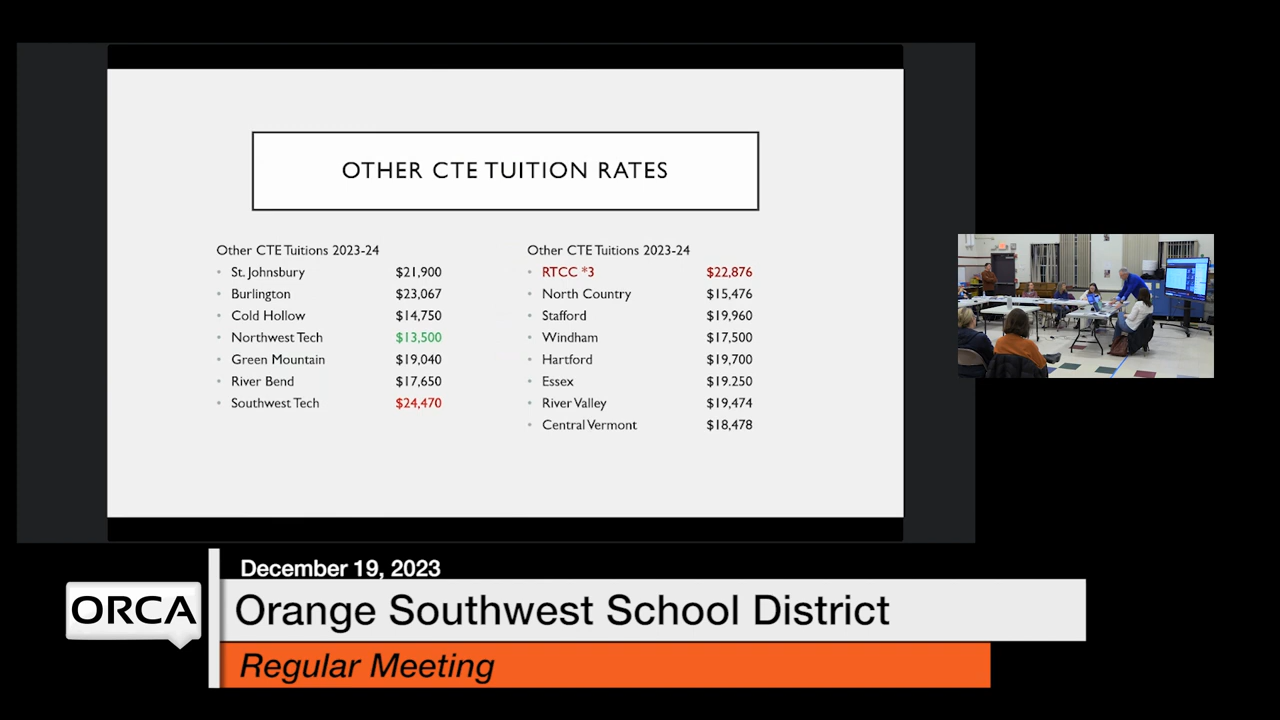 OTHER CTE TUITION RATES
Other CTE Tuitions 2023-24
• St. Johnsbury $21,900
• Burlington $23,067
• Cold Hollow $14,750
• Northwest Tech $13,500
• Green Mountain $19,040
• River Bend $17,650
• Southwest Tech $24,470
Other CTE Tuitions 2023-24
• RTCC *3 $22,876
• North Country $15,476
• Stafford $19,960
• Windham $17,500
• Hartford $19,700
• Essex $19.250
• River Valley $19,474
• Central Vermont $18,478
December 19, 2023
ORCA
Orange Southwest School District
Regular Meeting